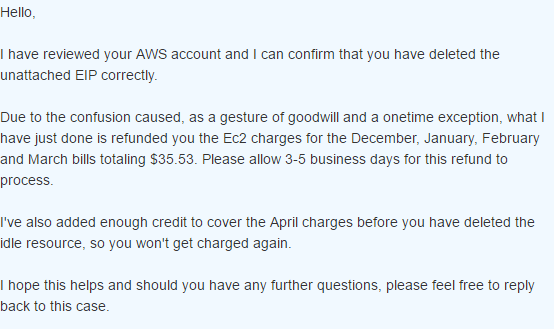 Hello,
I have reviewed your AWS account and I can confirm that you have deleted the
unattached EIP correctly.
Due to the confusion caused, as a gesture of goodwill and a onetime exception, what I
have just done is refunded you the Ec2 charges for the December, January, February
and March bills totaling $35.53. Please allow 3-5 business days for this refund to
process.
I've also added enough credit to cover the April charges before you have deleted the
idle resource, so you won't get charged again.
I hope this helps and should you have any further questions, please feel free to reply
back to this case.